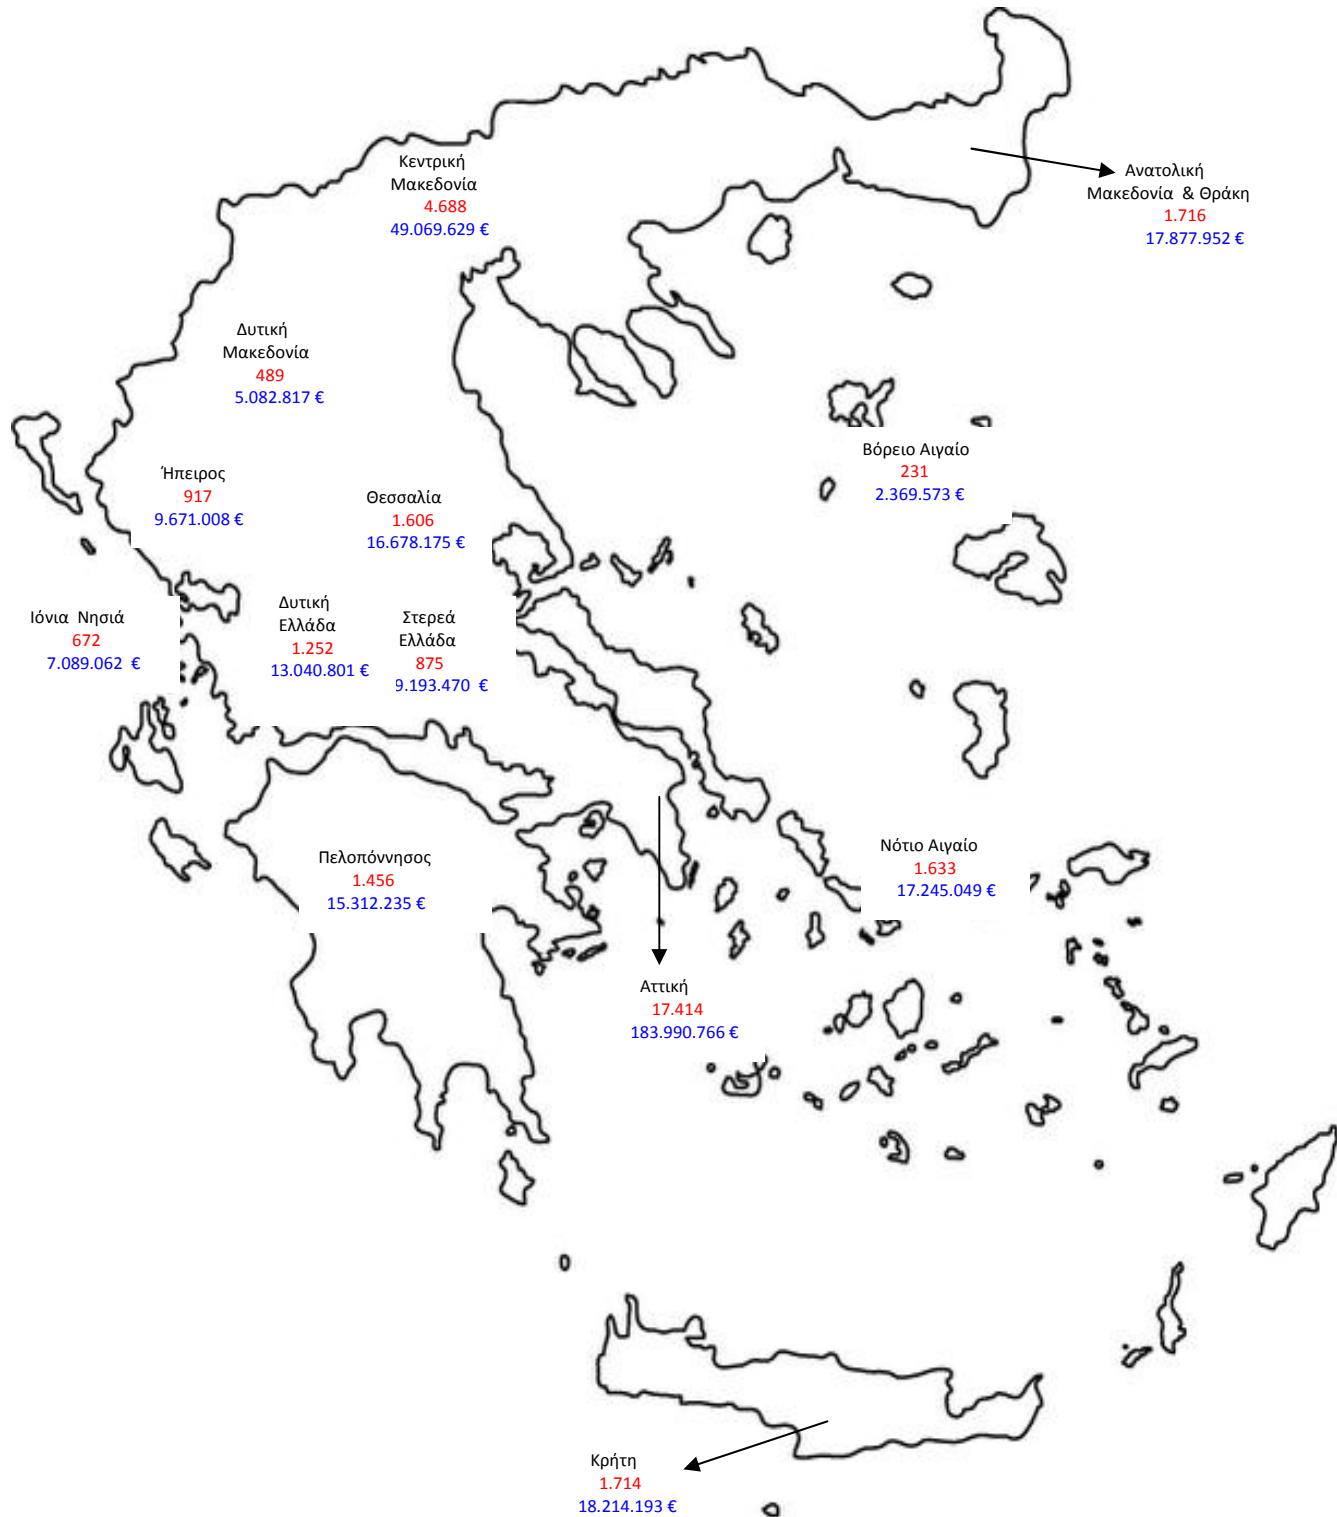 Κεντρική
Μακεδονία
4.688
49.069.629 €
Ανατολική
Μακεδονία & Θράκη
1.716
17.877.952 €
Δυτική
Μακεδονία
489
5.082.817 €
Ήπειρος
917
9.671.008 €
Θεσσαλία
1.606
16.678.175 €
Βόρειο Αιγαίο
231
2.369.573 €
Ιόνια Νησιά
672
7.089.062 €
Δυτική
Ελλάδα
1.252
13.040.801 €
Στερεά
Ελλάδα
875
9.193.470 €
Πελοπόννησος
1.456
15.312.235 €
Νότιο Αιγαίο
1.633
17.245.049 €
Αττική
17.414
183.990.766 €
Κρήτη
1.714
18.214.193 €